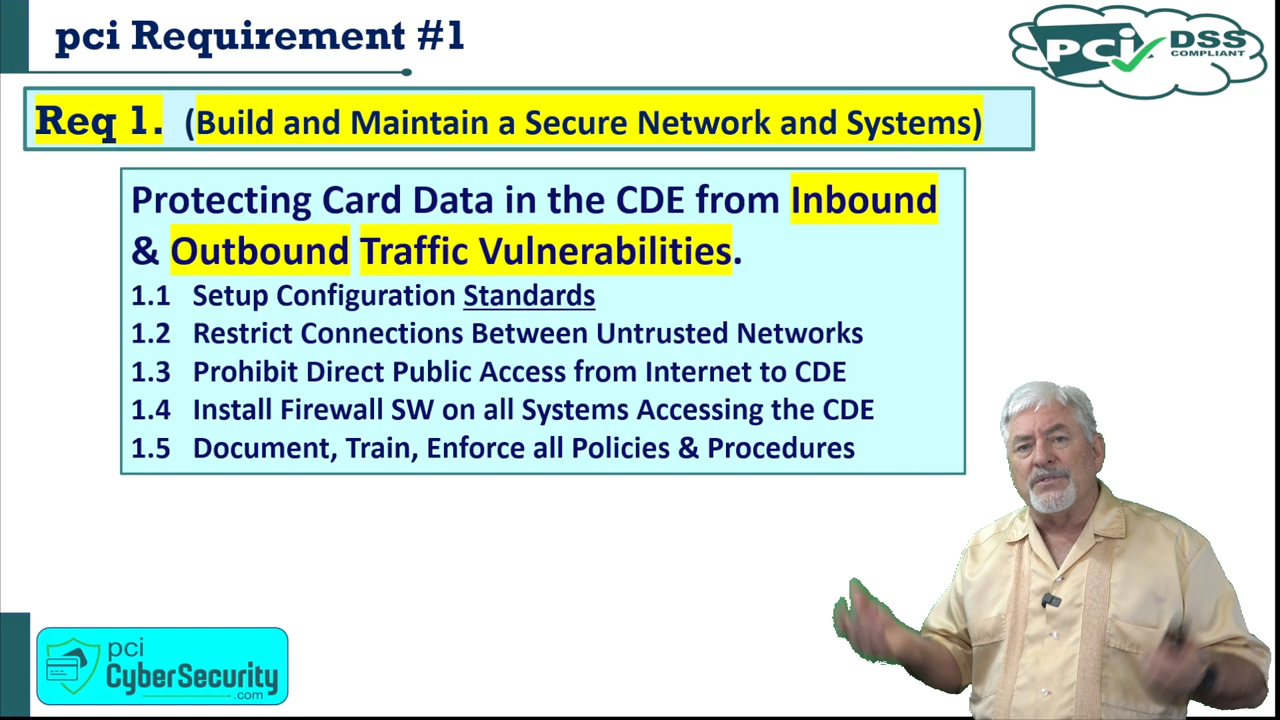 pci Requirement #1
PCi DSS
COMPLIANT
Req 1. (Build and Maintain a Secure Network and Systems)
Protecting Card Data in the CDE from Inbound
& Outbound Traffic Vulnerabilities.
1.1 Setup Configuration Standards
1.2 Restrict Connections Between Untrusted Networks
1.3 Prohibit Direct Public Access from Internet to CDE
1.4 Install Firewall SW on all Systems Accessing the CDE
1.5 Document, Train, Enforce all Policies & Procedures
pci
CyberSecurity
.com